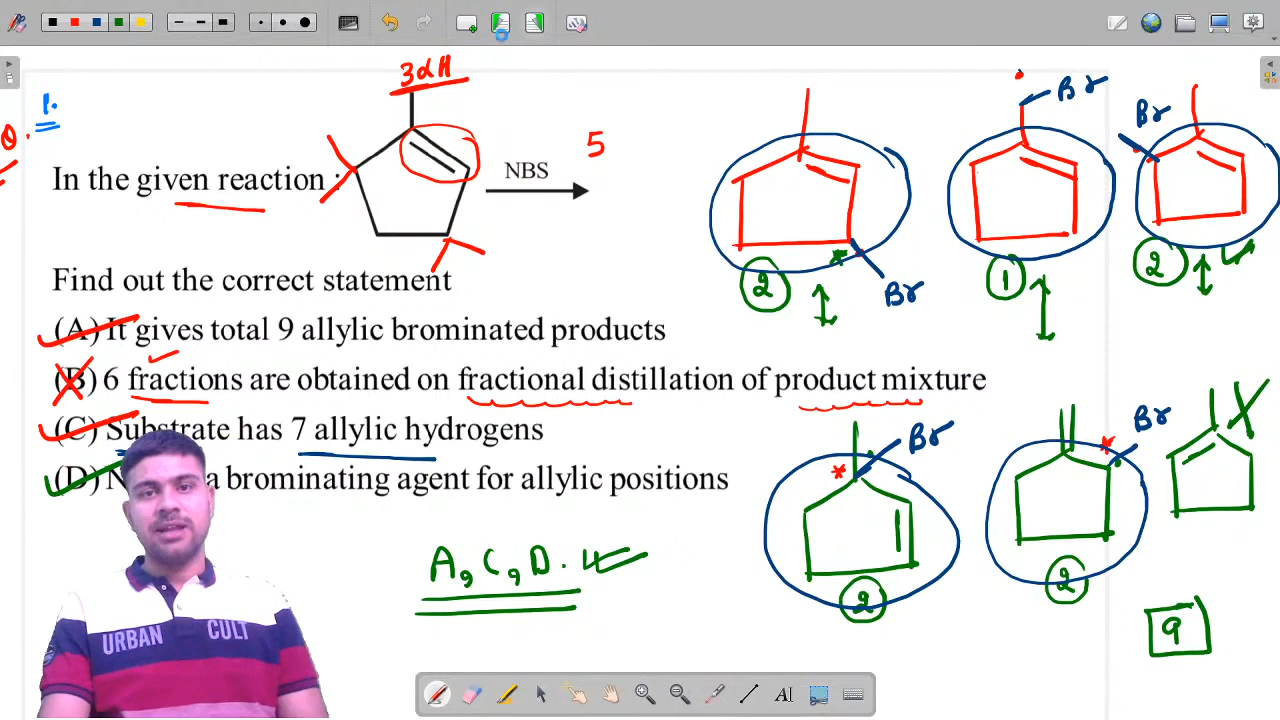 3αH
1.
Q.
5
In the given reaction :
NBS
Br
Br
Br
2
1
2
Find out the correct statement
(A) It gives total 9 allylic brominated products
(B) 6 fractions are obtained on fractional distillation of product mixture
(C) Substrate has 7 allylic hydrogens
(D) N a brominating agent for allylic positions
Br
Br
A, C, D.
2
2
9
URBAN CULT
AI